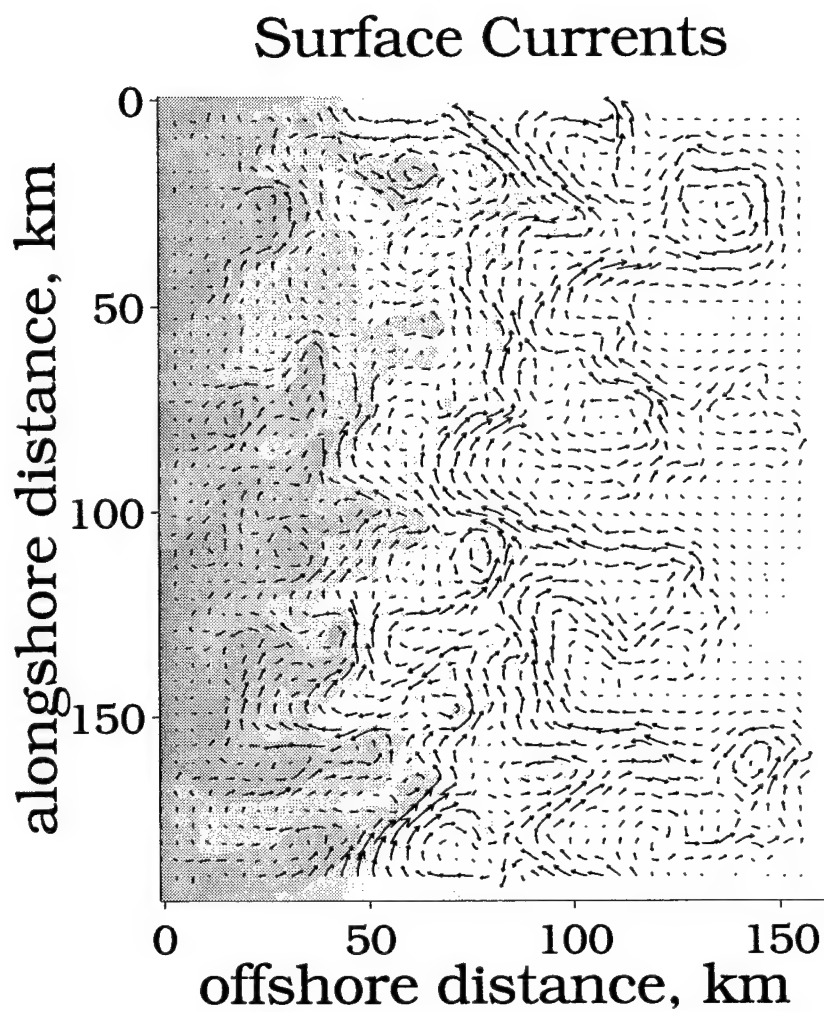 Surface Currents
0
50
100
150
alongshore distance, km
0 50 100 150
offshore distance, km